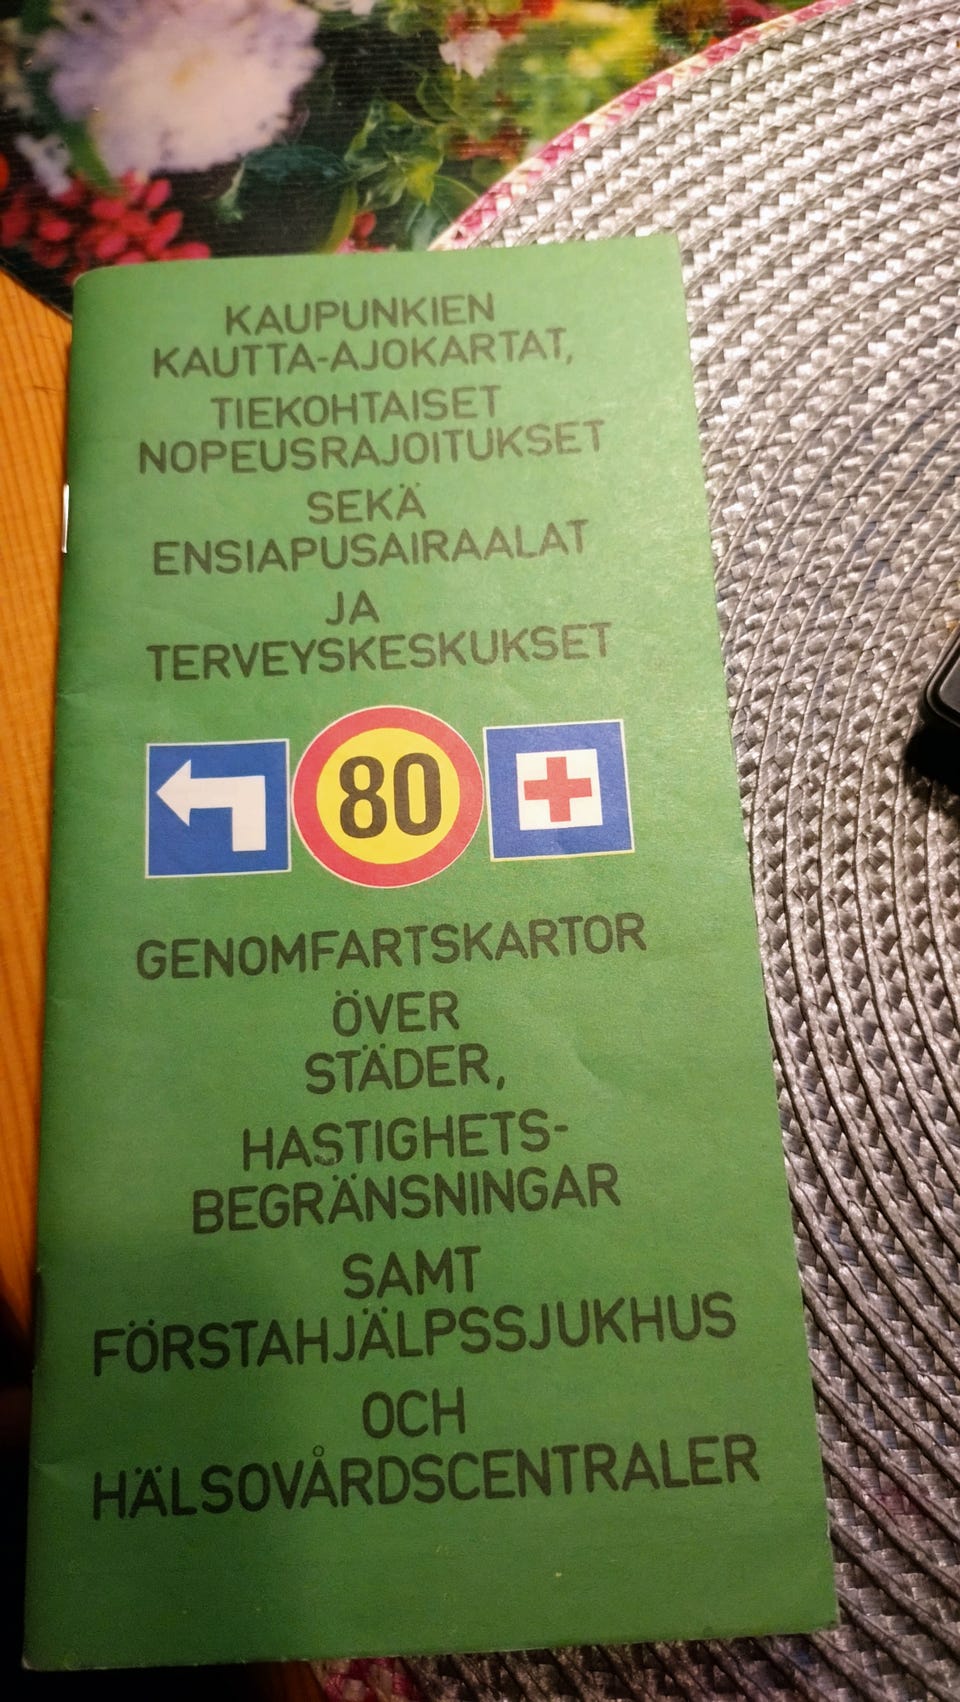 KAUPUNKIEN
KAUTTA-AJOKARTAT,
TIEKOHTAISET
NOPEUSRAJOITUKSET
SEKÄ
ENSIAPUSAIRAALAT
JA
TERVEYSKESKUKSET
80
GENOMFARTSKARTOR
ÖVER
STÄDER,
HASTIGHETS-
BEGRÄNSNINGAR
SAMT
FÖRSTAHJÄLPSSJUKHUS
OCH
HÄLSOVÅRDSCENTRALER